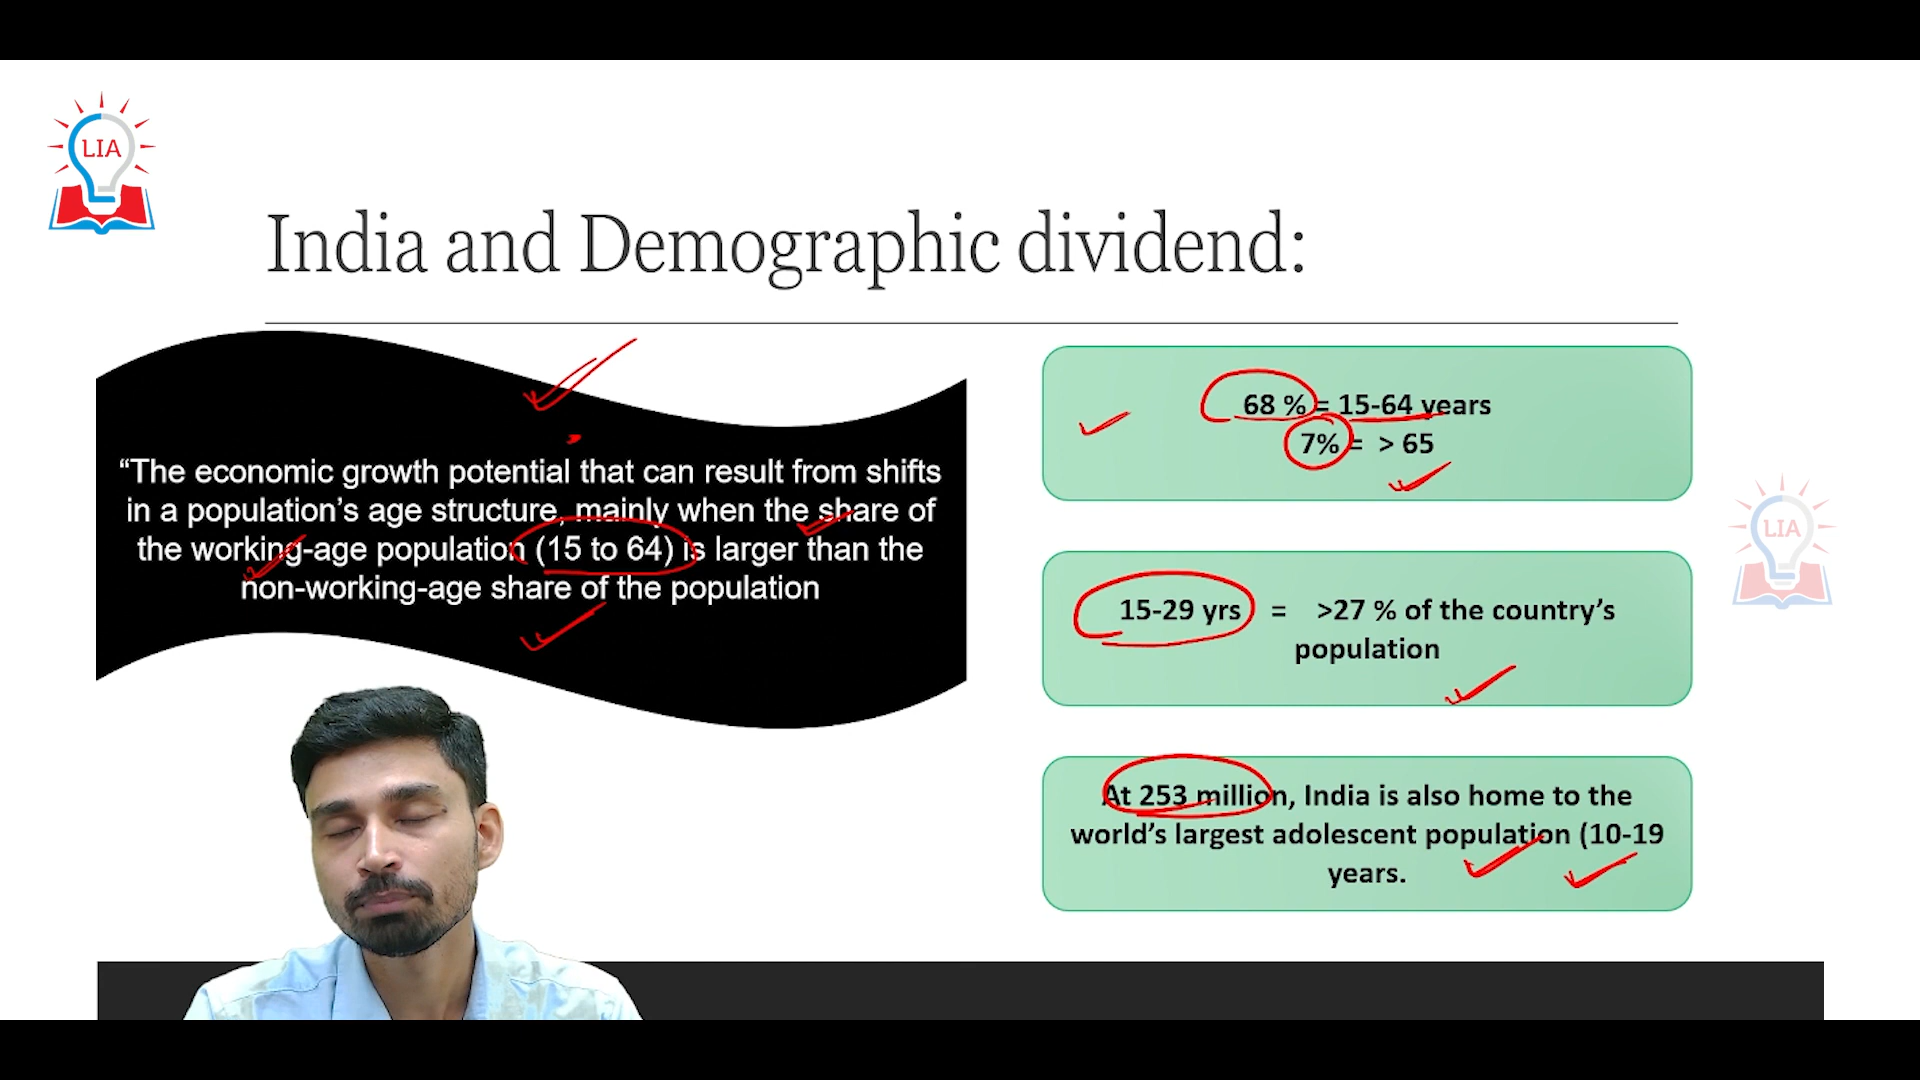 LIA
India and Demographic dividend:
“The economic growth potential that can result from shifts
in a population’s age structure, mainly when the share of
the working-age population (15 to 64) is larger than the
non-working-age share of the population
68 % = 15-64 years
7% = > 65
15-29 yrs = >27 % of the country’s
population
At 253 million, India is also home to the
world’s largest adolescent population (10-19
years.
LIA